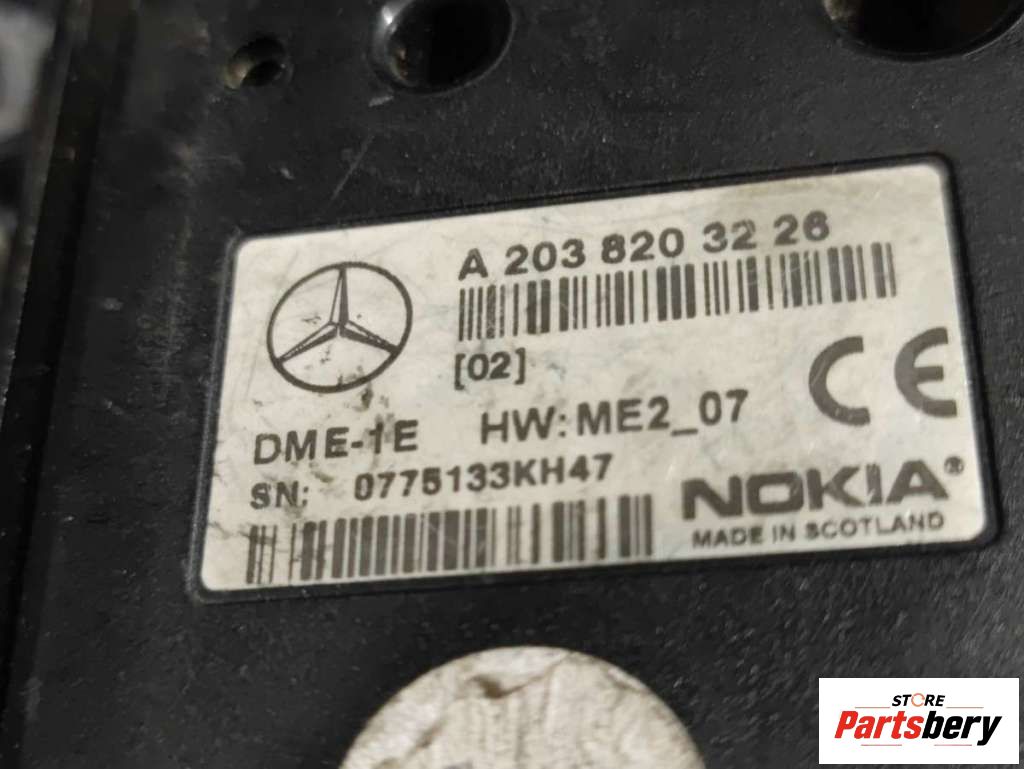 A 203 820 32 26
[02]
DME-1E HW: ME2_07
SN: 0775133KH47
NOKIA®
MADE IN SCOTLAND
CE
STORE
Partsbery